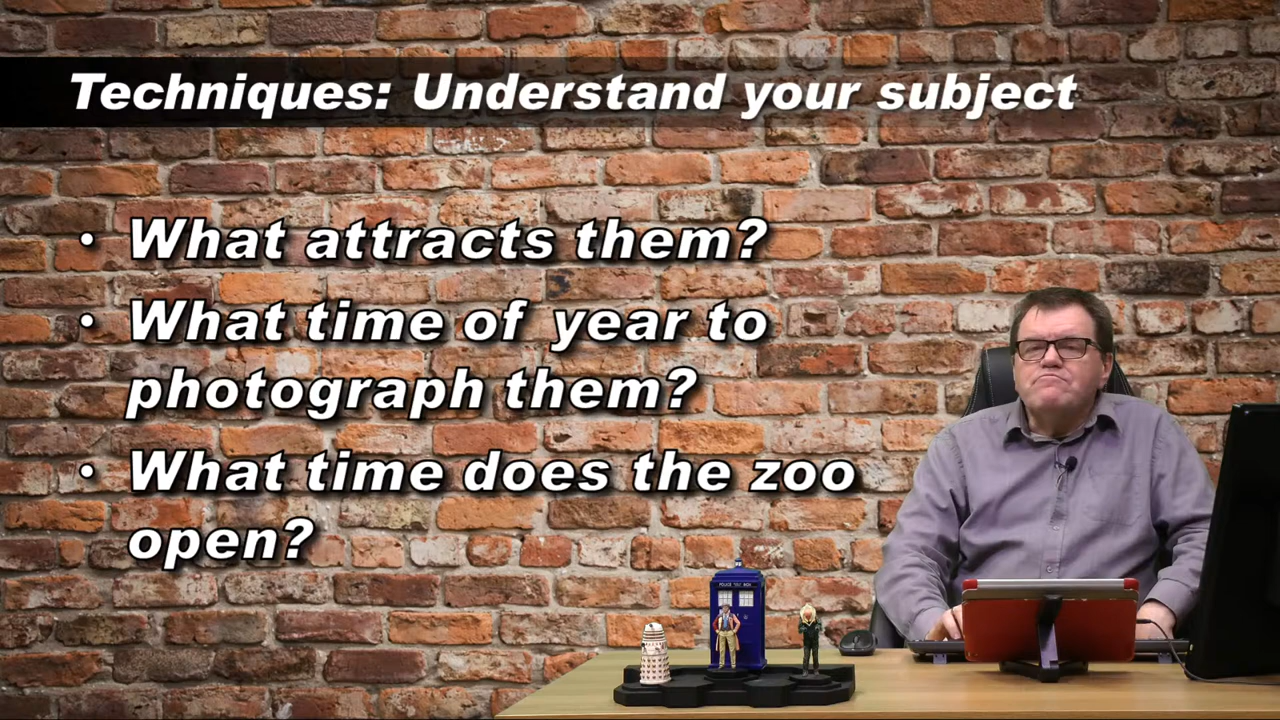 Techniques: Understand your subject
• What attracts them?
• What time of year to
photograph them?
• What time does the zoo
open?